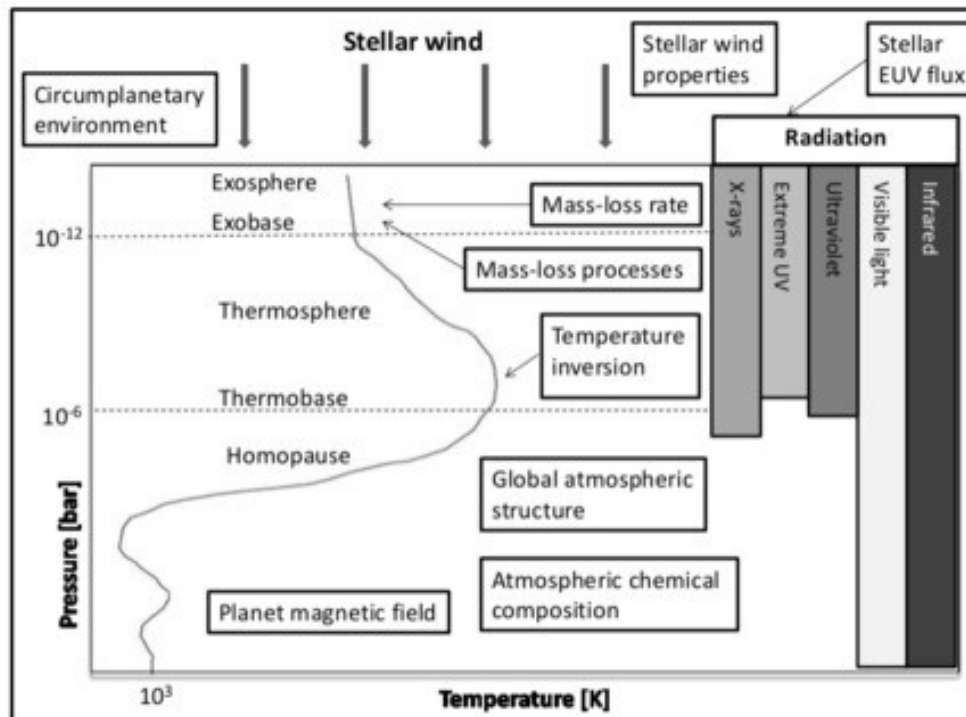 Stellar wind
Stellar wind
properties
Stellar
EUV flux
Circumplanetary
environment
Radiation
X-rays
Extreme UV
Ultraviolet
Visible light
Infrared
Exosphere
Mass-loss rate
Exobase
10-12
Mass-loss processes
Thermosphere
Temperature
inversion
Thermobase
10-6
Homopause
Global atmospheric
structure
Pressure [bar]
Atmospheric chemical
composition
Planet magnetic field
10³
Temperature [K]